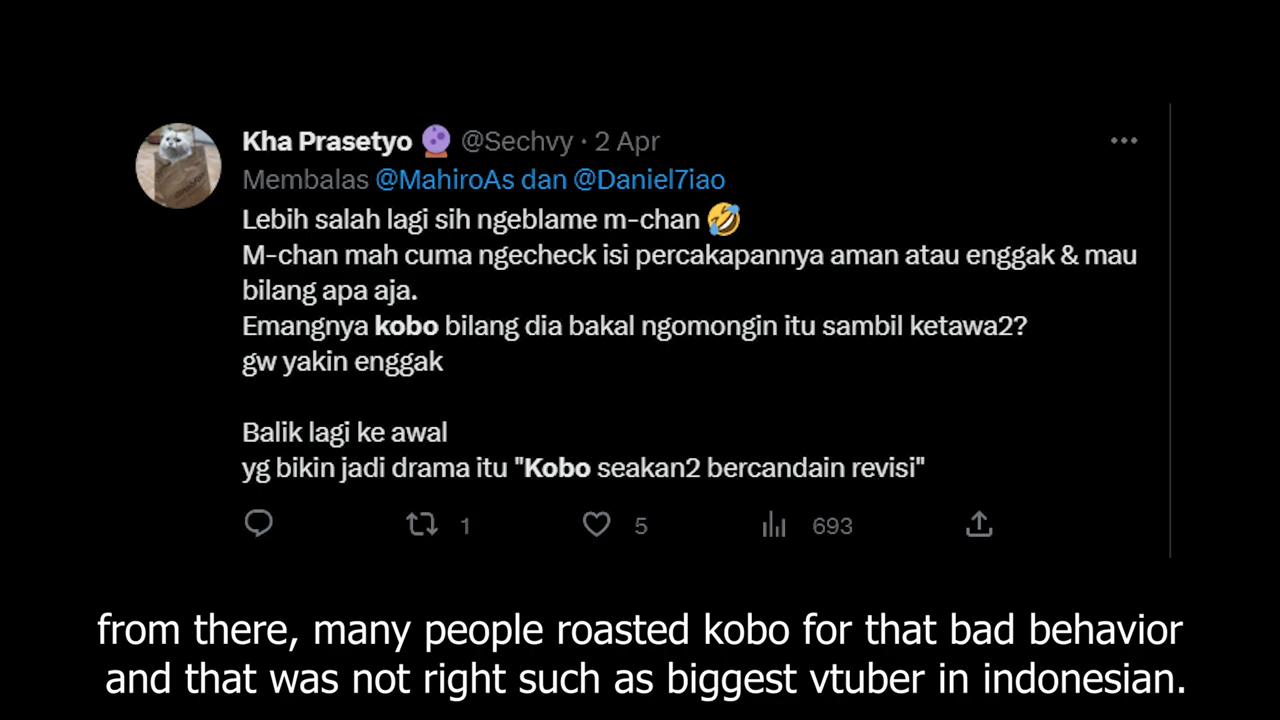 Kha Prasetyo 🔮 @Sechvy · 2 Apr
Membalas @MahiroAs dan @Daniel7iao
Lebih salah lagi sih ngeblame m-chan 🤣
M-chan mah cuma ngecheck isi percakapannya aman atau enggak & mau
bilang apa aja.
Emangnya kobo bilang dia bakal ngomongin itu sambil ketawa2?
gw yakin enggak
Balik lagi ke awal
yg bikin jadi drama itu "Kobo seakan2 bercandain revisi"
1 5 693
from there, many people roasted kobo for that bad behavior
and that was not right such as biggest vtuber in indonesian.